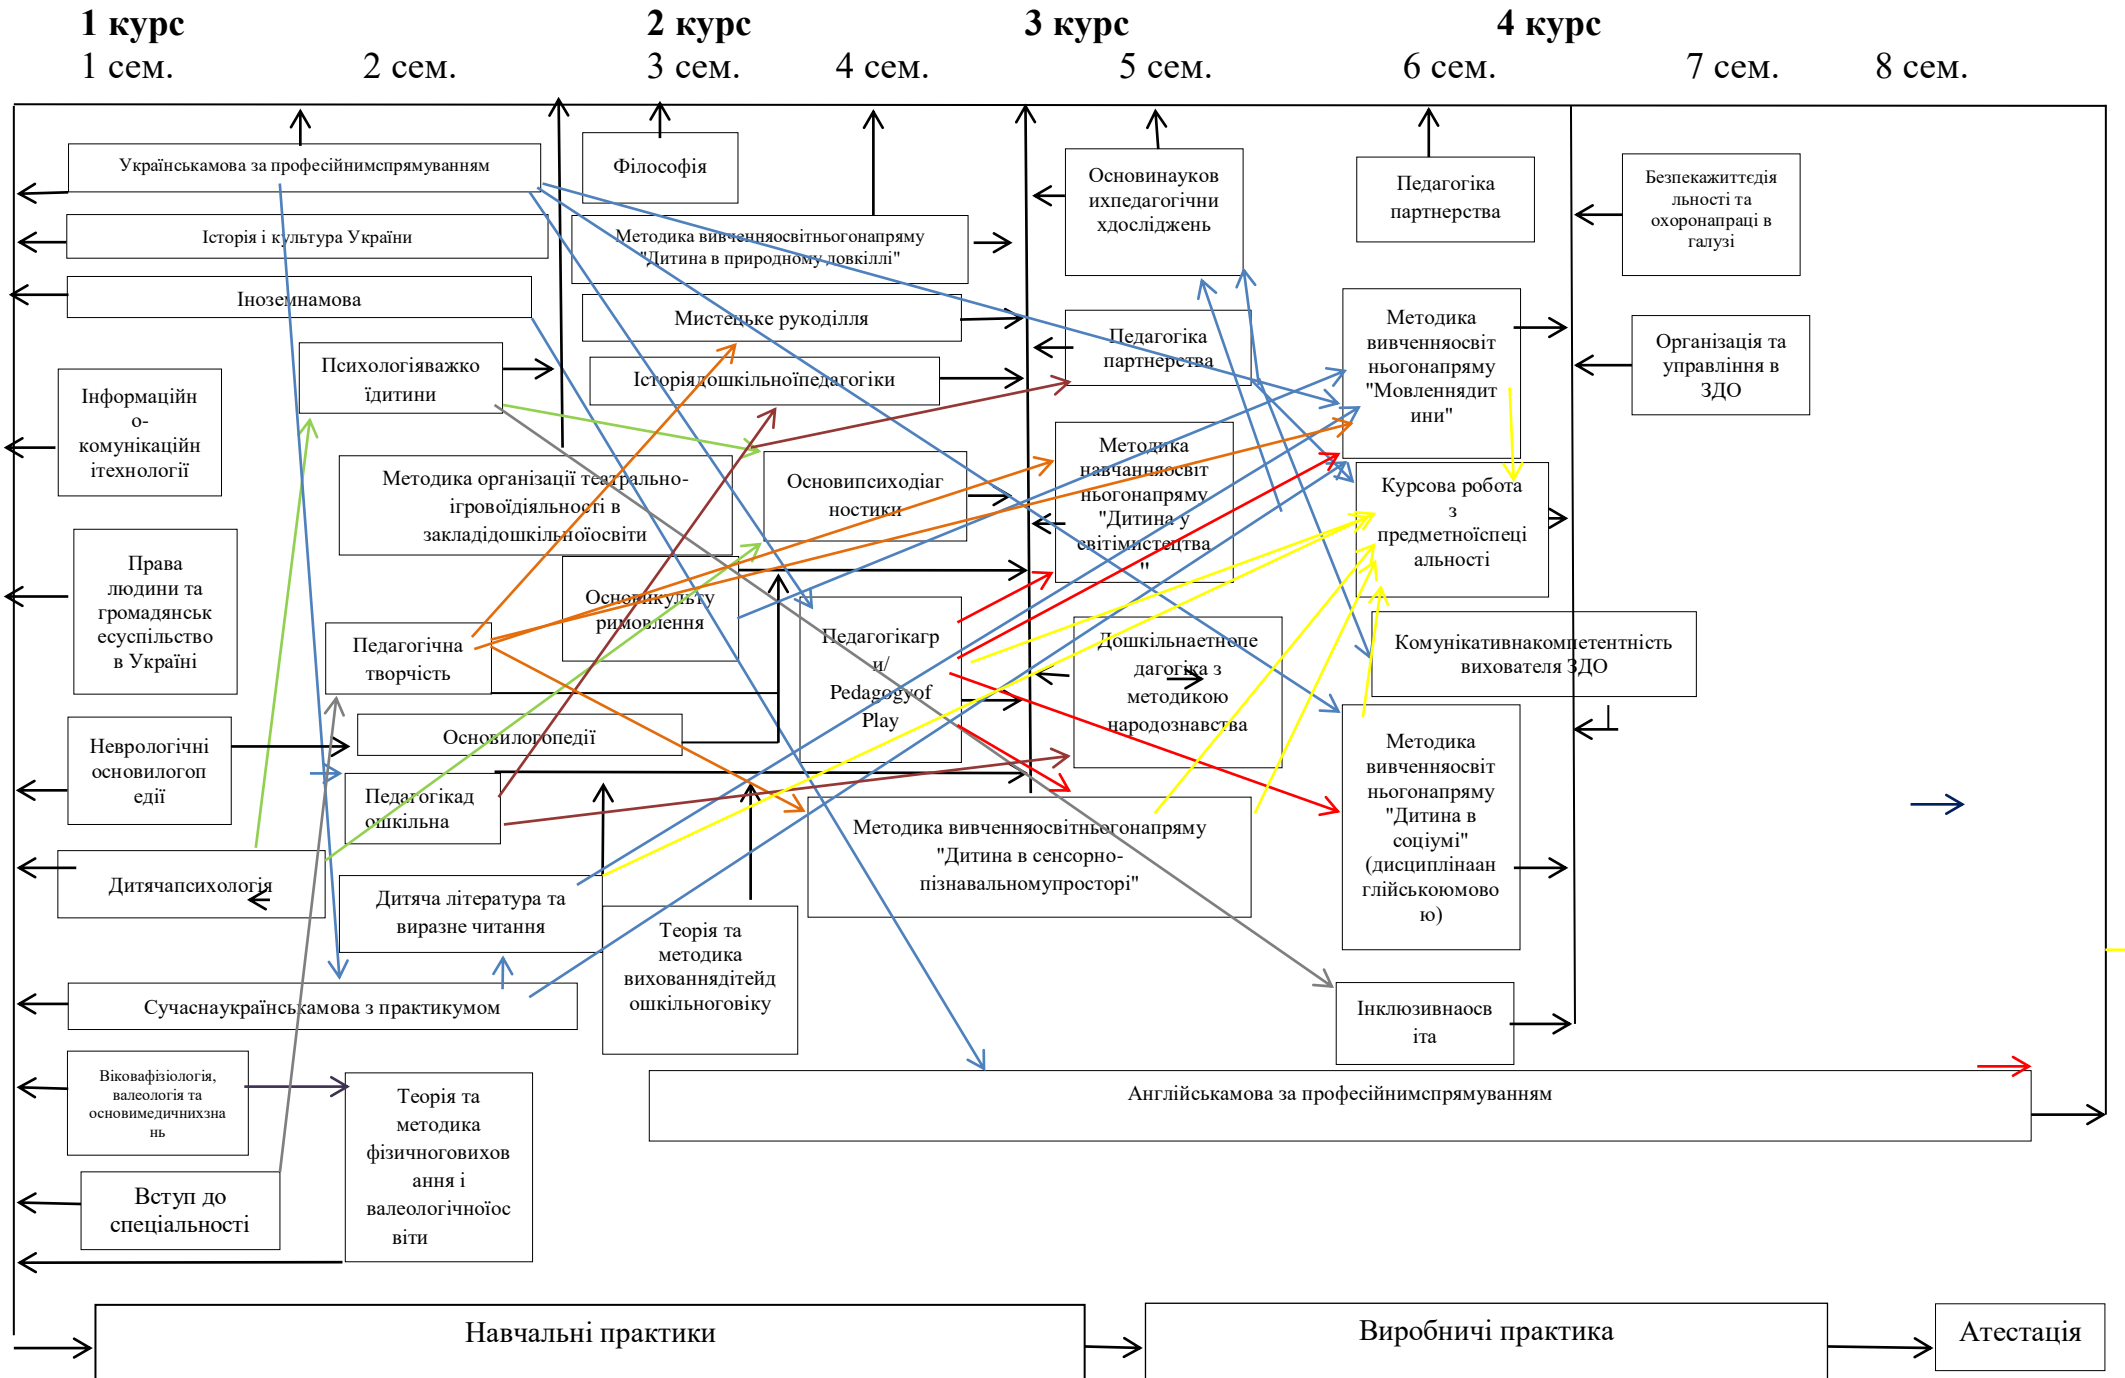 1 курс
2 курс
3 курс
4 курс
1 сем.
2 сем.
3 сем.
4 сем.
5 сем.
6 сем.
7 сем.
8 сем.
Українськамова за професійнимспрямуванням
Історія і культура України
Іноземнамова
Психологіяважко
їдитини
Інформаційн
о-
комунікаційн
ітехнології
Методика організації театрально-
ігровоїдіяльності в
закладідошкільноїосвіти
Права
людини та
громадянськ
есуспільство
в Україні
Педагогічна
творчість
Неврологічні
основилогоп
едії
Основилогопедії
Педагогікад
ошкільна
Дитячапсихологія
Дитяча література та
виразне читання
Сучаснаукраїнськамова з практикумом
Віковафізіологія,
валеологія та
основимедичнихзна
нь
Теорія та
методика
фізичноговихов
ання і
валеологічноїос
віти
Вступ до
спеціальності
Філософія
Методика вивченняосвітньогонапряму
"Дитина в природному довкіллі"
Мистецьке рукоділля
Історіядошкільноїпедагогіки
Основипсиходіаг
ностики
Основикульту
римовлення
Педагогікагр
и/
Pedagogyof
Play
Методика вивченняосвітньогонапряму
"Дитина в сенсорно-
пізнавальномупросторі"
Теорія та
методика
вихованнядітейд
ошкільноговіку
Основинауков
ихпедагогічни
хдосліджень
Педагогіка
партнерства
Методика
навчанняосвіт
ньогонапряму
"Дитина у
світімистецтва
"
Дошкільнаетнопе
дагогіка з
методикою
народознавства
Педагогіка
партнерства
Методика
вивченняосвіт
ньогонапряму
"Мовленнядит
ини"
Курсова робота
з
предметноїспеці
альності
Комунікативнакомпетентність
вихователя ЗДО
Методика
вивченняосвіт
ньогонапряму
"Дитина в
соціумі"
(дисциплінаан
глійськоюмово
ю)
Інклюзивнаосв
іта
Безпекажиттєдія
льності та
охоронапраці в
галузі
Організація та
управління в
ЗДО
Англійськамова за професійнимспрямуванням
Навчальні практики
Виробничі практика
Атестація